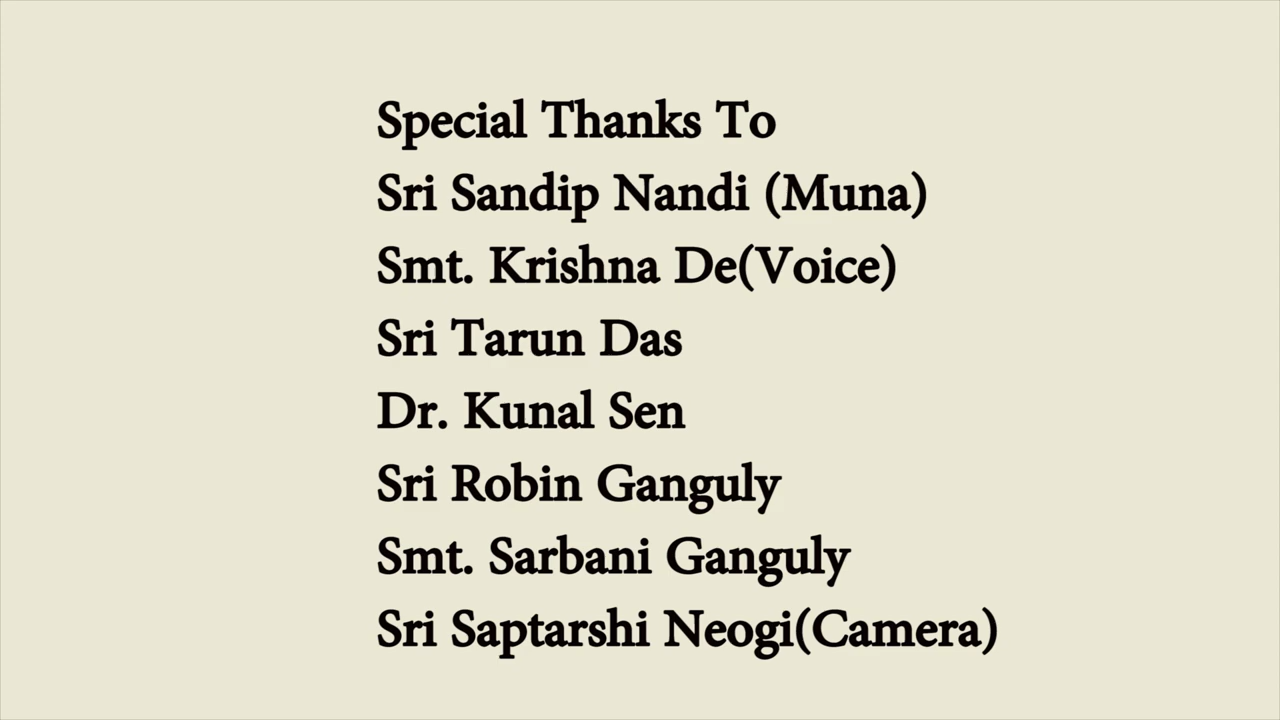 Special Thanks To
Sri Sandip Nandi (Muna)
Smt. Krishna De(Voice)
Sri Tarun Das
Dr. Kunal Sen
Sri Robin Ganguly
Smt. Sarbani Ganguly
Sri Saptarshi Neogi(Camera)